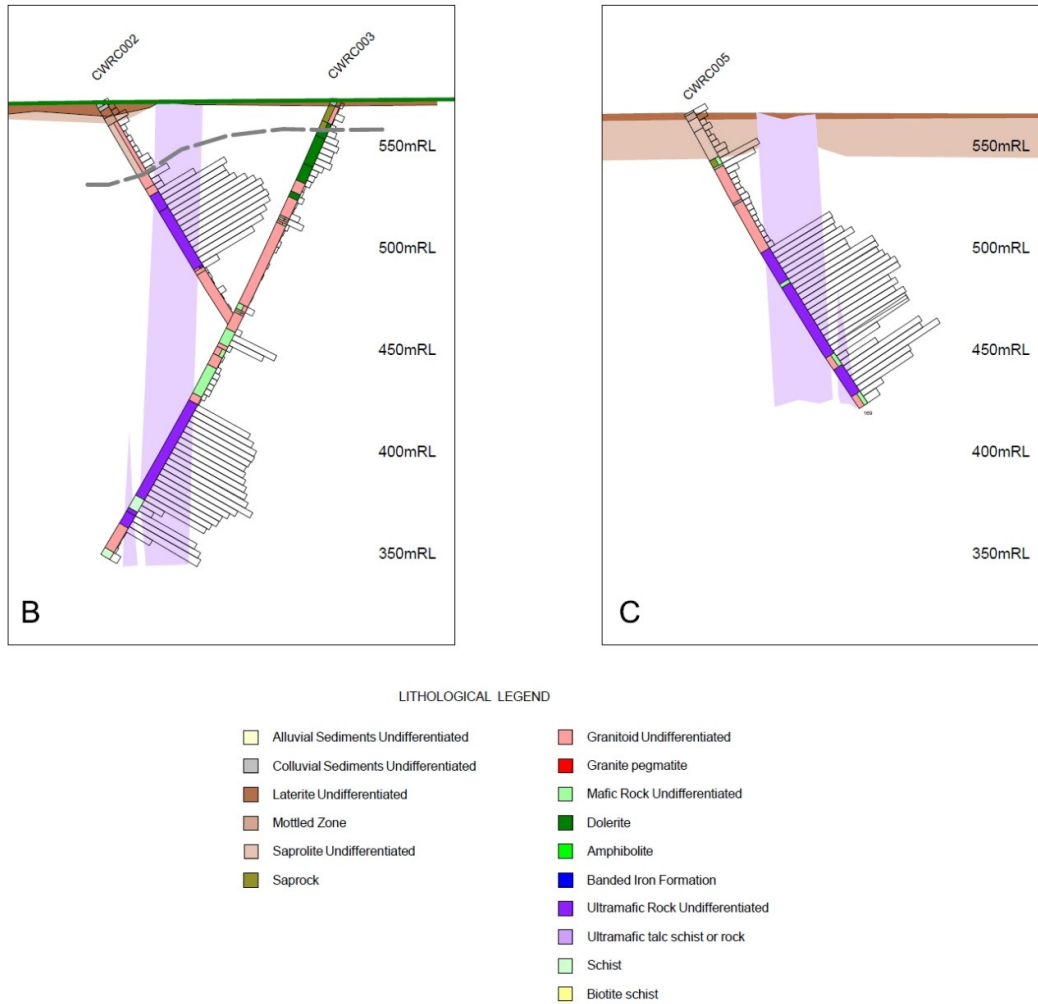 CWRC002
CWRC003
550mRL
500mRL
450mRL
400mRL
350mRL
B
CWRC005
550mRL
500mRL
450mRL
400mRL
350mRL
C
LITHOLOGICAL LEGEND
Alluvial Sediments Undifferentiated
Colluvial Sediments Undifferentiated
Laterite Undifferentiated
Mottled Zone
Saprolite Undifferentiated
Saprock
Granitoid Undifferentiated
Granite pegmatite
Mafic Rock Undifferentiated
Dolerite
Amphibolite
Banded Iron Formation
Ultramafic Rock Undifferentiated
Ultramafic talc schist or rock
Schist
Biotite schist